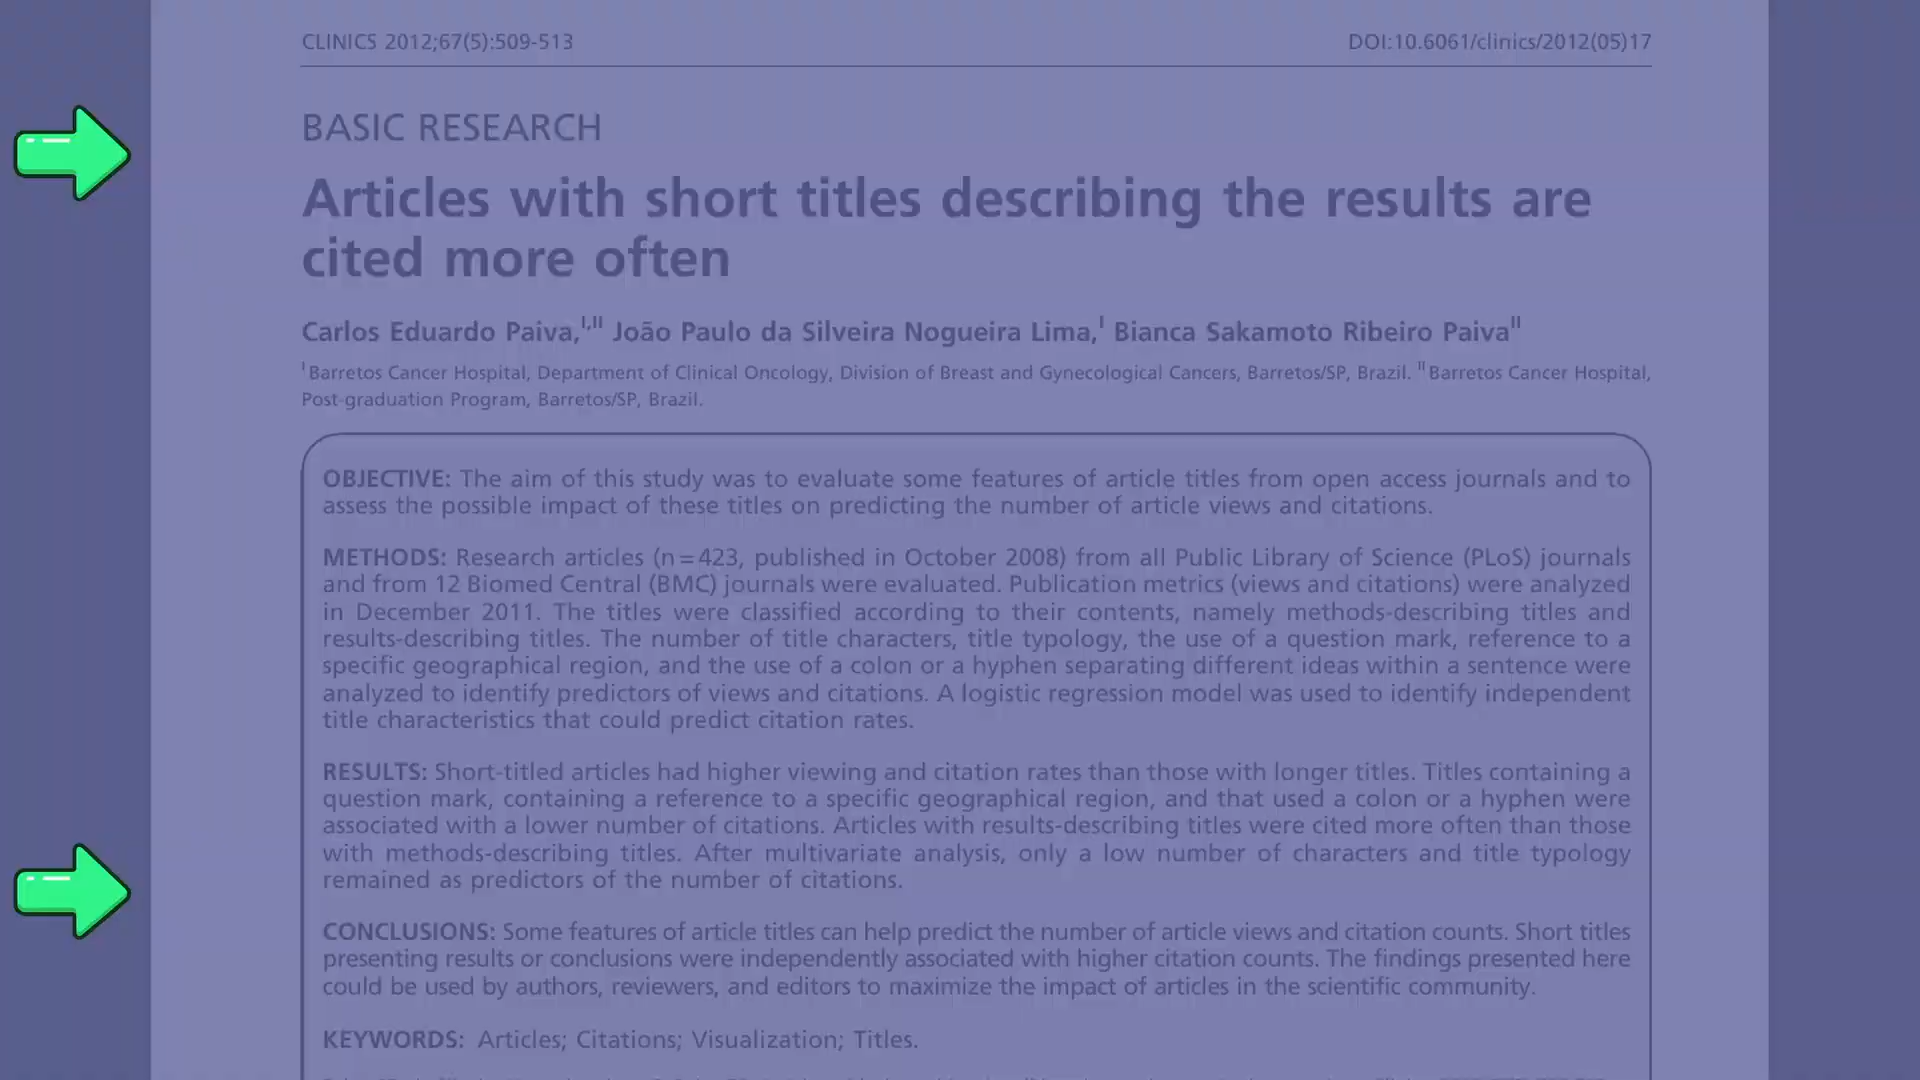 CLINICS 2012;67(5):509-513
DOI:10.6061/clinics/2012(05)17
BASIC RESEARCH
Articles with short titles describing the results are
cited more often
Carlos Eduardo Paiva,I,II João Paulo da Silveira Nogueira Lima,I Bianca Sakamoto Ribeiro PaivaII
I Barretos Cancer Hospital, Department of Clinical Oncology, Division of Breast and Gynecological Cancers, Barretos/SP, Brazil. II Barretos Cancer Hospital,
Post-graduation Program, Barretos/SP, Brazil.
OBJECTIVE: The aim of this study was to evaluate some features of article titles from open access journals and to
assess the possible impact of these titles on predicting the number of article views and citations.
METHODS: Research articles (n=423, published in October 2008) from all Public Library of Science (PLoS) journals
and from 12 Biomed Central (BMC) journals were evaluated. Publication metrics (views and citations) were analyzed
in December 2011. The titles were classified according to their contents, namely methods-describing titles and
results-describing titles. The number of title characters, title typology, the use of a question mark, reference to a
specific geographical region, and the use of a colon or a hyphen separating different ideas within a sentence were
analyzed to identify predictors of views and citations. A logistic regression model was used to identify independent
title characteristics that could predict citation rates.
RESULTS: Short-titled articles had higher viewing and citation rates than those with longer titles. Titles containing a
question mark, containing a reference to a specific geographical region, and that used a colon or a hyphen were
associated with a lower number of citations. Articles with results-describing titles were cited more often than those
with methods-describing titles. After multivariate analysis, only a low number of characters and title typology
remained as predictors of the number of citations.
CONCLUSIONS: Some features of article titles can help predict the number of article views and citation counts. Short titles
presenting results or conclusions were independently associated with higher citation counts. The findings presented here
could be used by authors, reviewers, and editors to maximize the impact of articles in the scientific community.
KEYWORDS: Articles; Citations; Visualization; Titles.